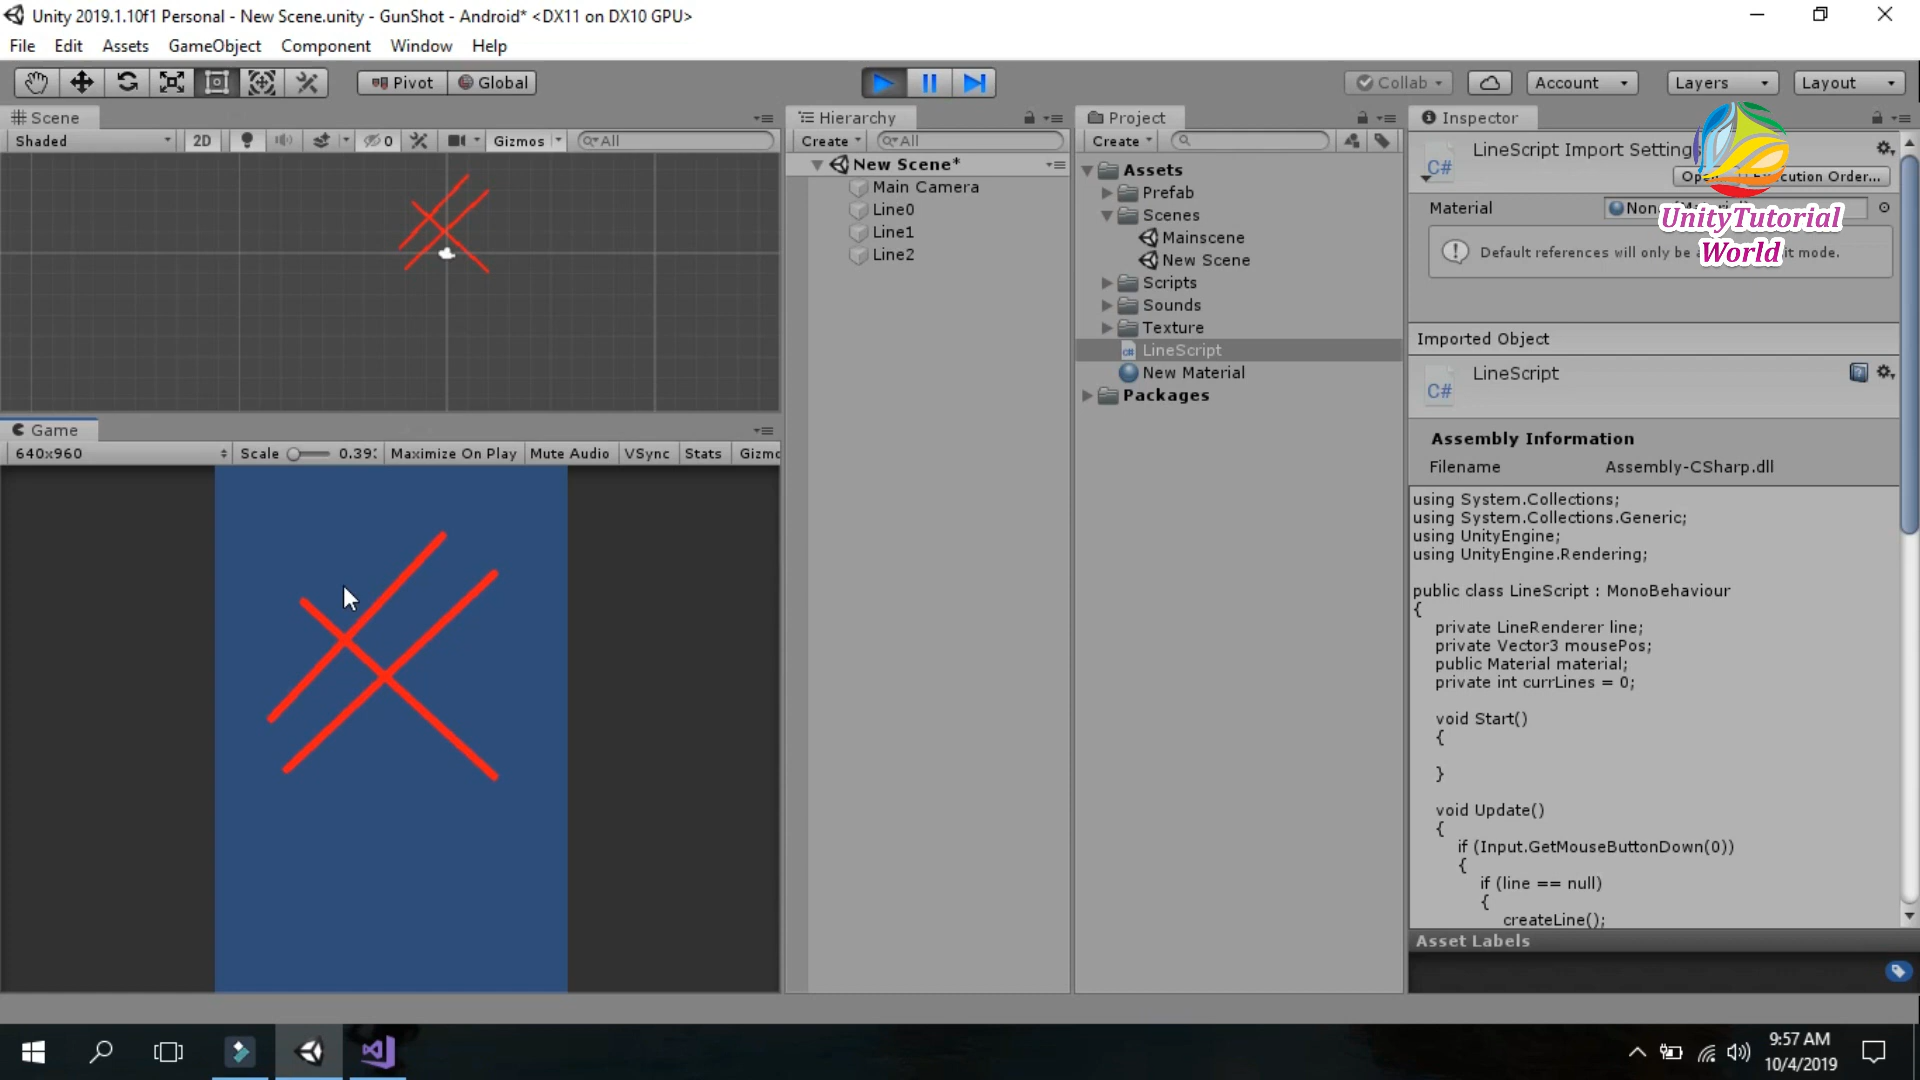 Unity 2019.1.10f1 Personal - New Scene.unity - GunShot - Android* <DX11 on DX10 GPU>
File Edit Assets GameObject Component Window Help
Pivot Global Collab Account Layers Layout
Scene
Shaded 2D 0 Gizmos All
Game
640x960 Scale 0.39: Maximize On Play Mute Audio VSync Stats Gizmo
Hierarchy
Create All
New Scene*
Main Camera
Line0
Line1
Line2
Project
Create
Assets
Prefab
Scenes
Mainscene
New Scene
Scripts
Sounds
Texture
LineScript
New Material
Packages
Inspector
C# LineScript Import Setting
Execution Order...
Material
UnityTutorial
World
Default references will only be
it mode.
Imported Object
LineScript
C#
Assembly Information
Filename Assembly-CSharp.dll
using System.Collections;
using System.Collections.Generic;
using UnityEngine;
using UnityEngine.Rendering;
public class LineScript : MonoBehaviour
{
private LineRenderer line;
private Vector3 mousePos;
public Material material;
private int currLines = 0;
void Start()
{
}
void Update()
{
if (Input.GetMouseButtonDown(0))
{
if (line == null)
{
createLine();
Asset Labels
9:57 AM
10/4/2019